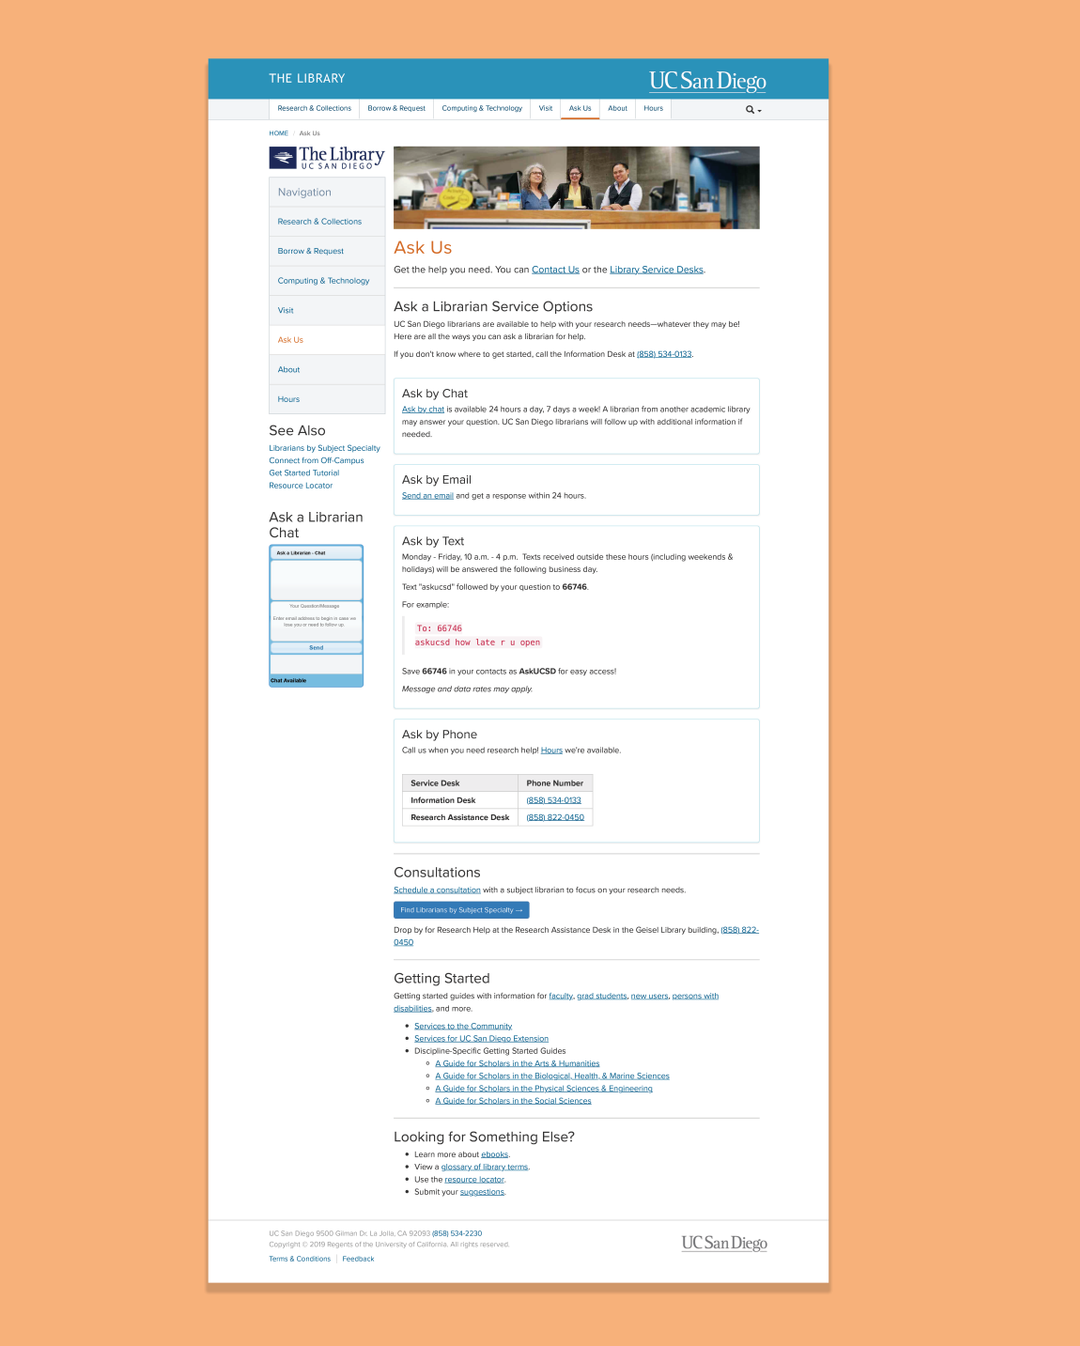 THE LIBRARY
UC San Diego
Research & Collections
Borrow & Request
Computing & Technology
Visit
Ask Us
About
Hours
HOME / Ask Us
The Library
UC SAN DIEGO
Navigation
Research & Collections
Borrow & Request
Computing & Technology
Visit
Ask Us
About
Hours
See Also
Librarians by Subject Specialty
Connect from Off-Campus
Get Started Tutorial
Resource Locator
Ask a Librarian
Chat
Ask a Librarian - Chat
Your Question/Message
Enter email address to begin in case we
lose you or need to follow up
Send
Chat Available
Ask Us
Get the help you need. You can Contact Us or the Library Service Desks.
Ask a Librarian Service Options
UC San Diego librarians are available to help with your research needs—whatever they may be!
Here are all the ways you can ask a librarian for help.
If you don't know where to get started, call the Information Desk at (858) 534-0133.
Ask by Chat
Ask by chat is available 24 hours a day, 7 days a week! A librarian from another academic library
may answer your question. UC San Diego librarians will follow up with additional information if
needed.
Ask by Email
Send an email and get a response within 24 hours.
Ask by Text
Monday - Friday, 10 a.m. - 4 p.m. Texts received outside these hours (including weekends &
holidays) will be answered the following business day.
Text "askucsd" followed by your question to 66746.
For example:
To: 66746
askucsd how late r u open
Save 66746 in your contacts as AskUCSD for easy access!
Message and data rates may apply.
Ask by Phone
Call us when you need research help! Hours we're available.
Service Desk Phone Number
Information Desk (858) 534-0133
Research Assistance Desk (858) 822-0450
Consultations
Schedule a consultation with a subject librarian to focus on your research needs.
Find Librarians by Subject Specialty →
Drop by for Research Help at the Research Assistance Desk in the Geisel Library building, (858) 822-
0450
Getting Started
Getting started guides with information for faculty, grad students, new users, persons with
disabilities, and more.
• Services to the Community
• Services for UC San Diego Extension
• Discipline-Specific Getting Started Guides
◦ A Guide for Scholars in the Arts & Humanities
◦ A Guide for Scholars in the Biological, Health, & Marine Sciences
◦ A Guide for Scholars in the Physical Sciences & Engineering
◦ A Guide for Scholars in the Social Sciences
Looking for Something Else?
• Learn more about ebooks.
• View a glossary of library terms.
• Use the resource locator.
• Submit your suggestions.
UC San Diego 9500 Gilman Dr. La Jolla, CA 92093 (858) 534-2230
Copyright © 2019 Regents of the University of California. All rights reserved.
Terms & Conditions | Feedback
UC San Diego